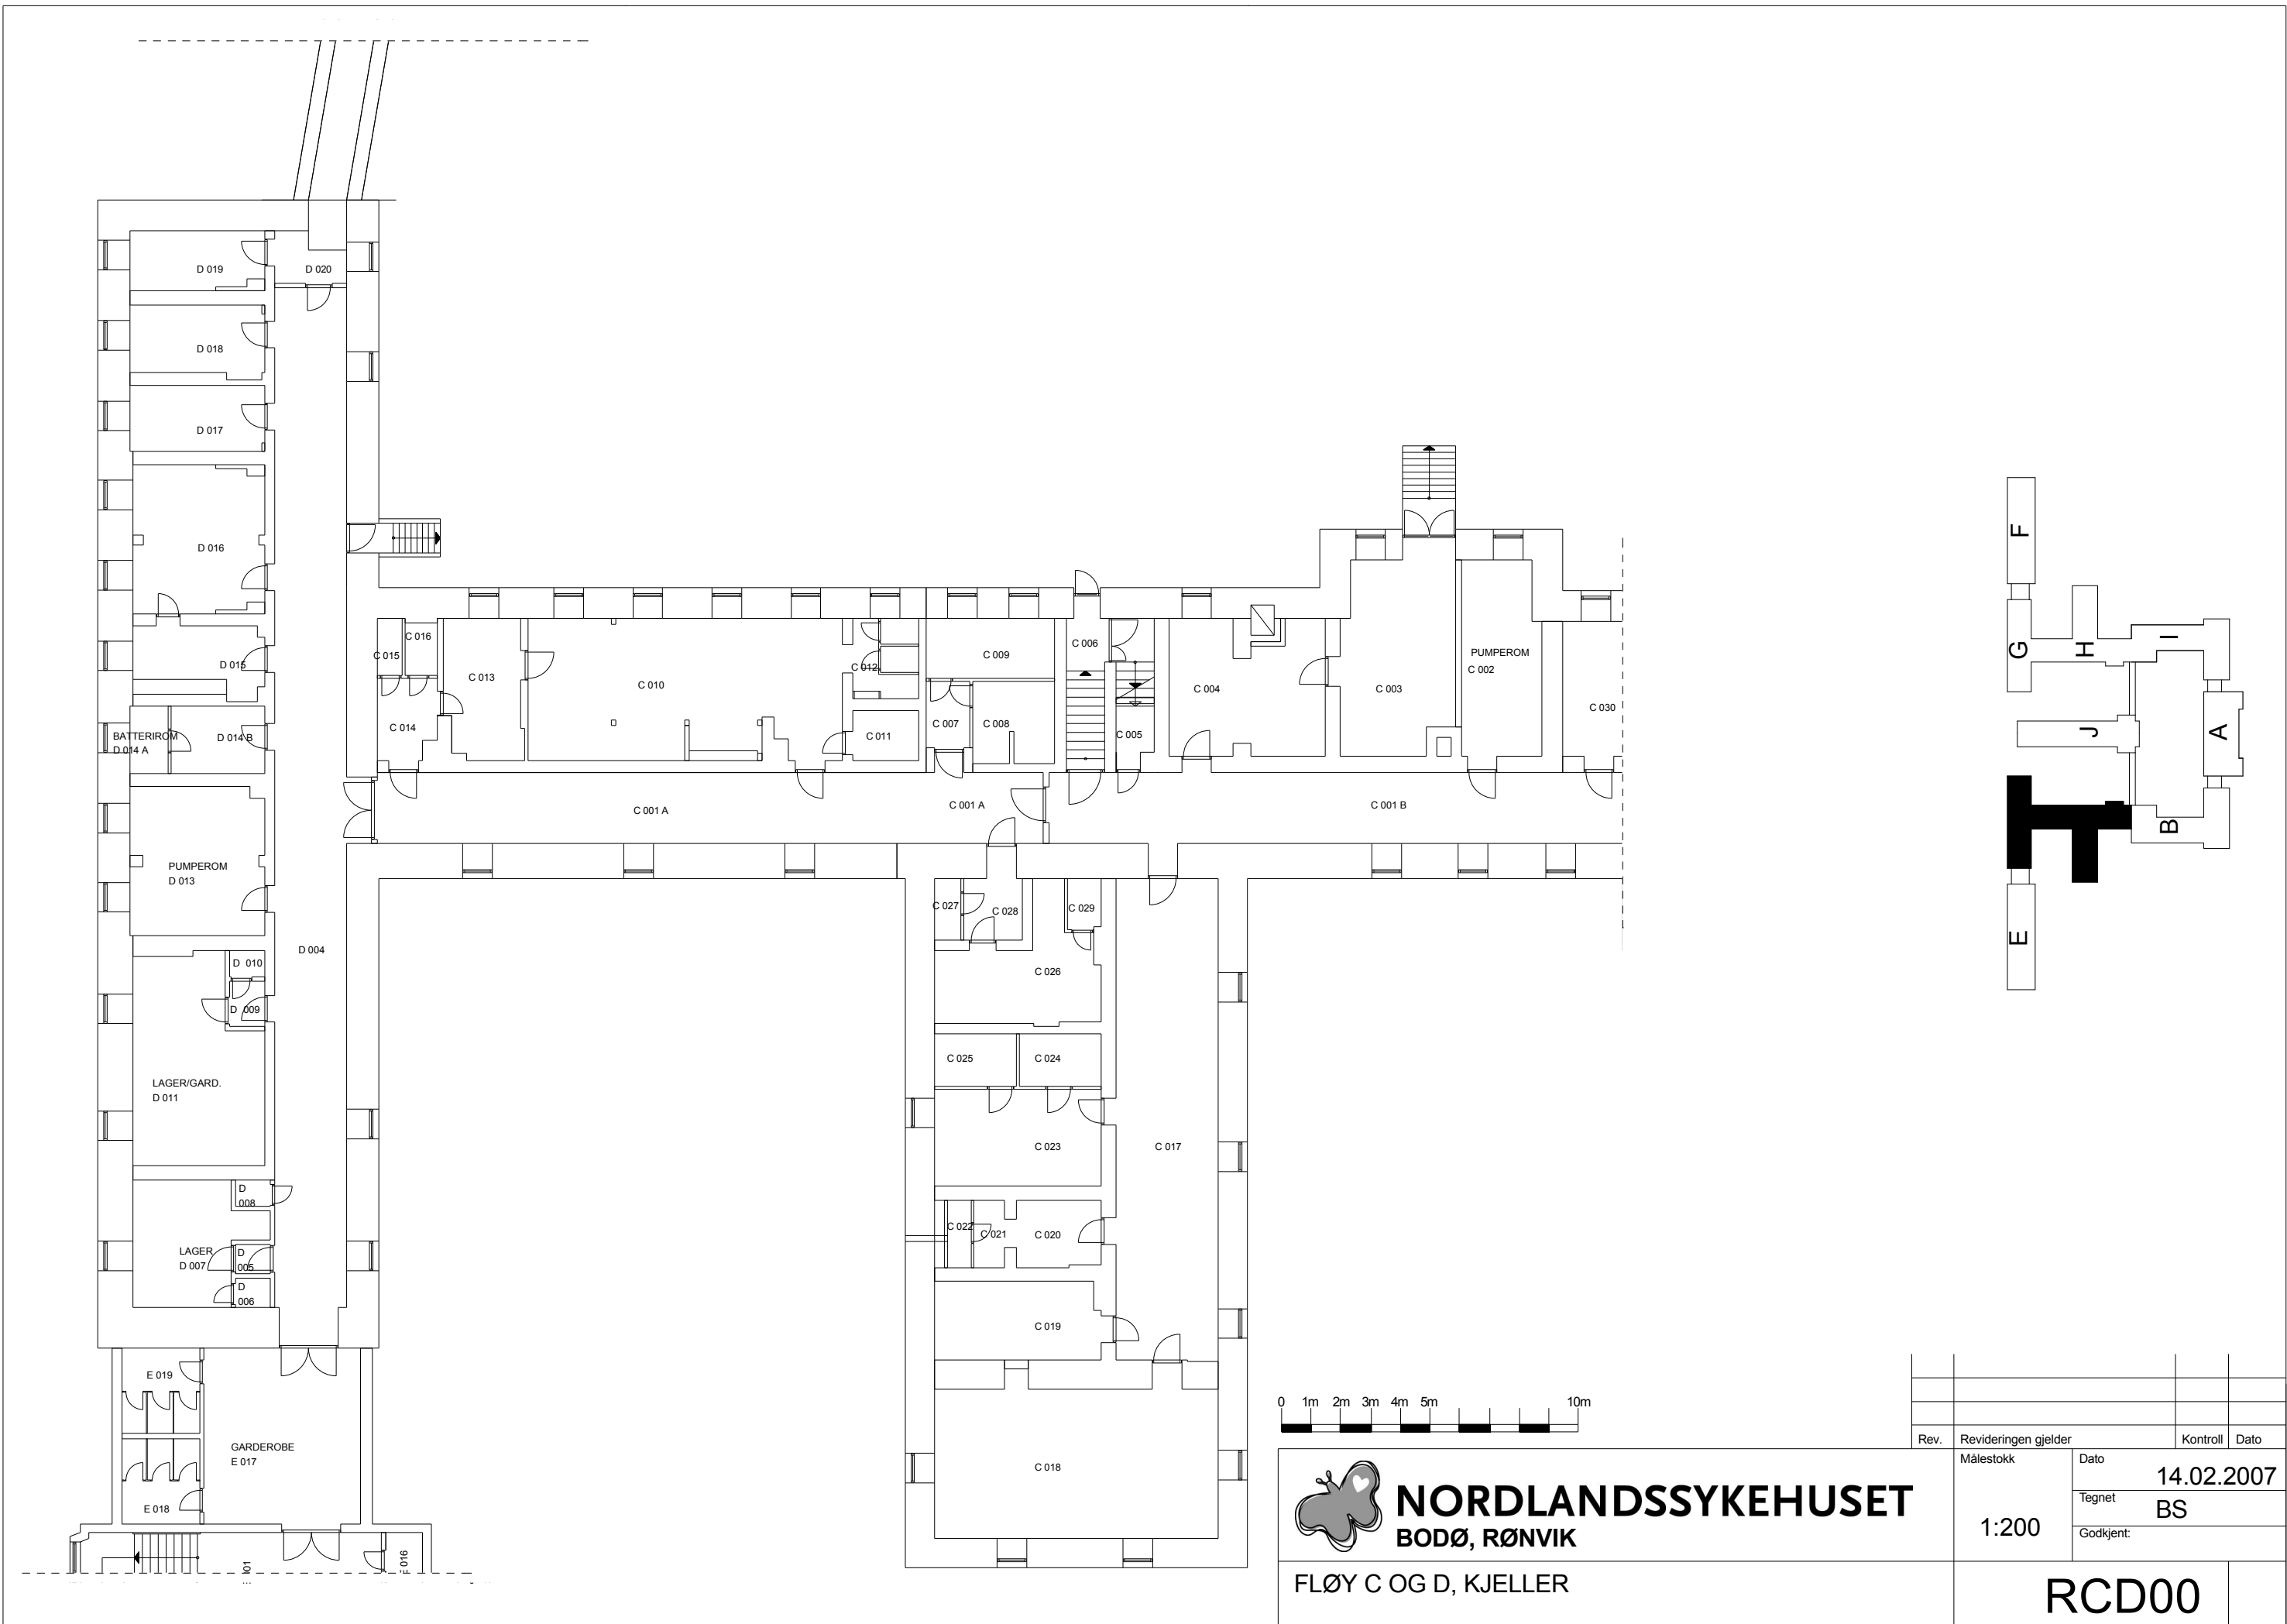 D 019
D 020
D 018
D 017
D 016
D 015
BATTERIROM
D 014 A
D 014 B
PUMPEROM
D 013
D 004
D 010
D 009
LAGER/GARD.
D 011
D
008
LAGER
D 007
D
005
D
006
E 019
GARDEROBE
E 017
E 018
E 016
C 015
C 016
C 014
C 013
C 010
C 012
C 011
C 009
C 007
C 008
C 006
C 005
C 004
C 003
PUMPEROM
C 002
C 030
C 001 A
C 001 A
C 001 B
C 027
C 028
C 029
C 026
C 025
C 024
C 023
C 017
C 022
C 021
C 020
C 019
C 018
F
G
H
I
J
A
B
E
0 1m 2m 3m 4m 5m 10m
Rev. Revideringen gjelder Kontroll Dato
NORDLANDSSYKEHUSET
BODØ, RØNVIK
Målestokk
1:200
Dato
14.02.2007
Tegnet
BS
Godkjent:
FLØY C OG D, KJELLER
RCD00